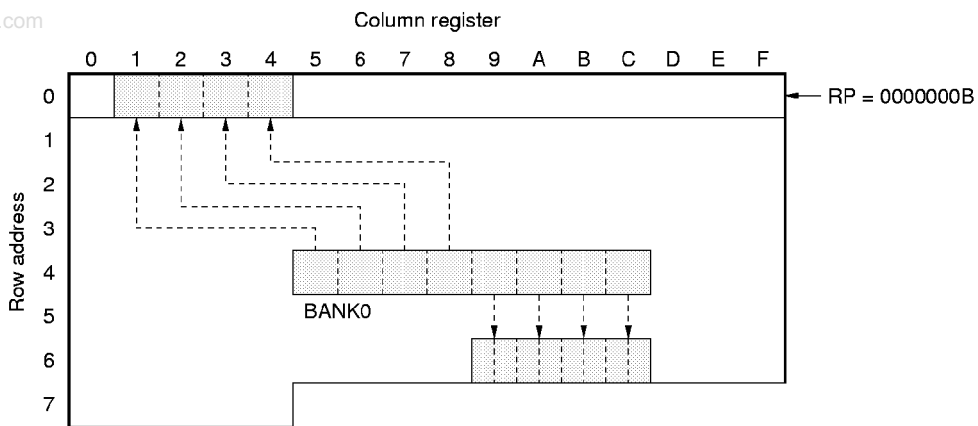 .com
Column register
0 1 2 3 4 5 6 7 8 9 A B C D E F
0
RP = 0000000B
1
2
3
4
BANK0
5
6
7
Row address